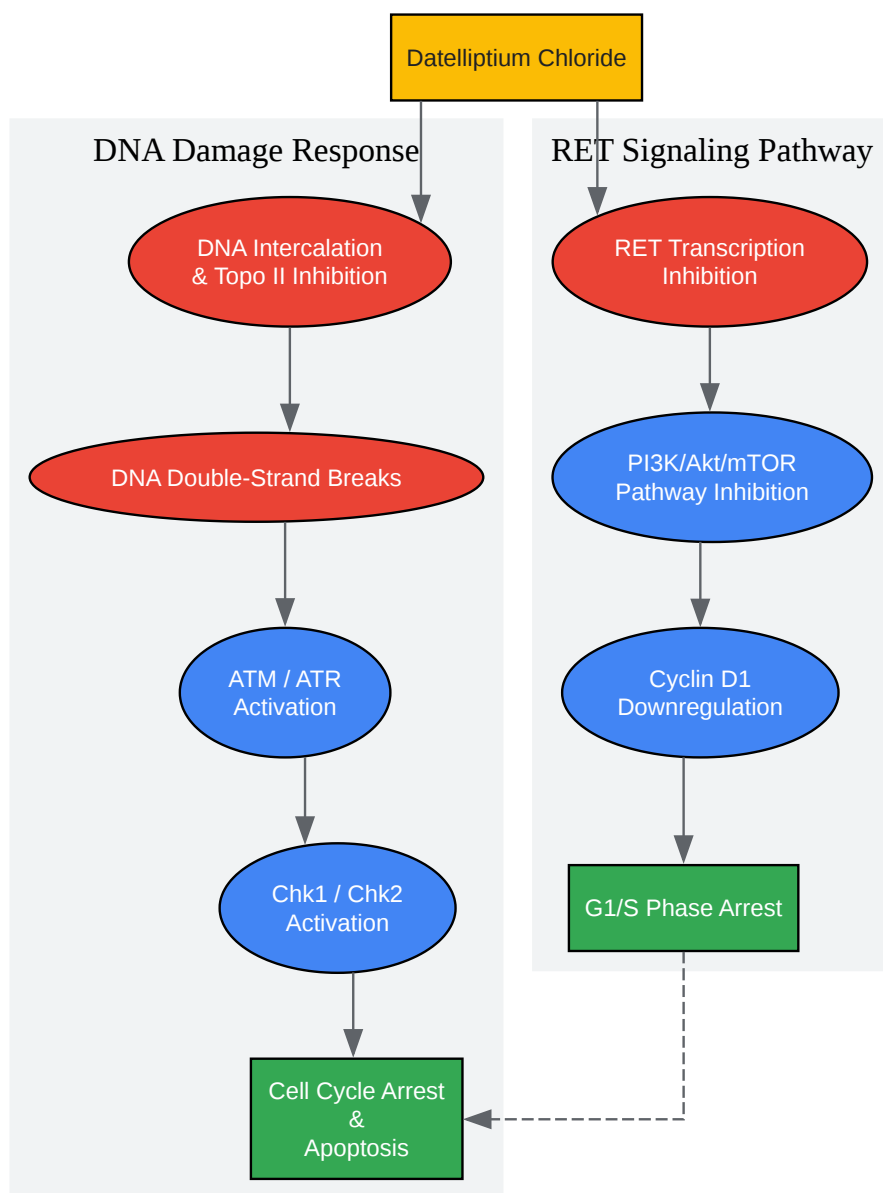 Datelliptium Chloride
DNA Damage Response
DNA Intercalation
& Topo II Inhibition
DNA Double-Strand Breaks
ATM / ATR
Activation
Chk1 / Chk2
Activation
Cell Cycle Arrest
&
Apoptosis
RET Signaling Pathway
RET Transcription
Inhibition
PI3K/Akt/mTOR
Pathway Inhibition
Cyclin D1
Downregulation
G1/S Phase Arrest